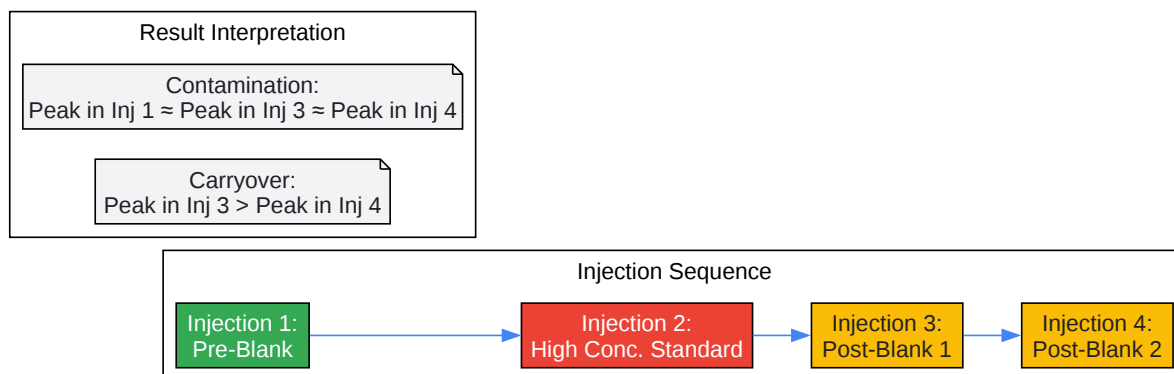 Result Interpretation
Contamination:
Peak in Inj 1 ≈ Peak in Inj 3 ≈ Peak in Inj 4
Carryover:
Peak in Inj 3 > Peak in Inj 4
Injection Sequence
Injection 1:
Pre-Blank
Injection 2:
High Conc. Standard
Injection 3:
Post-Blank 1
Injection 4:
Post-Blank 2